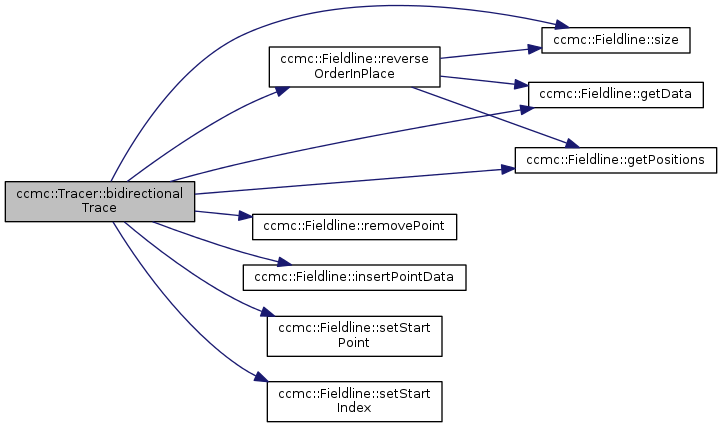 ccmc::Fieldline::size
ccmc::Fieldline::reverse
OrderInPlace
ccmc::Fieldline::getData
ccmc::Fieldline::getPositions
ccmc::Tracer::bidirectional
Trace
ccmc::Fieldline::removePoint
ccmc::Fieldline::insertPointData
ccmc::Fieldline::setStart
Point
ccmc::Fieldline::setStart
Index